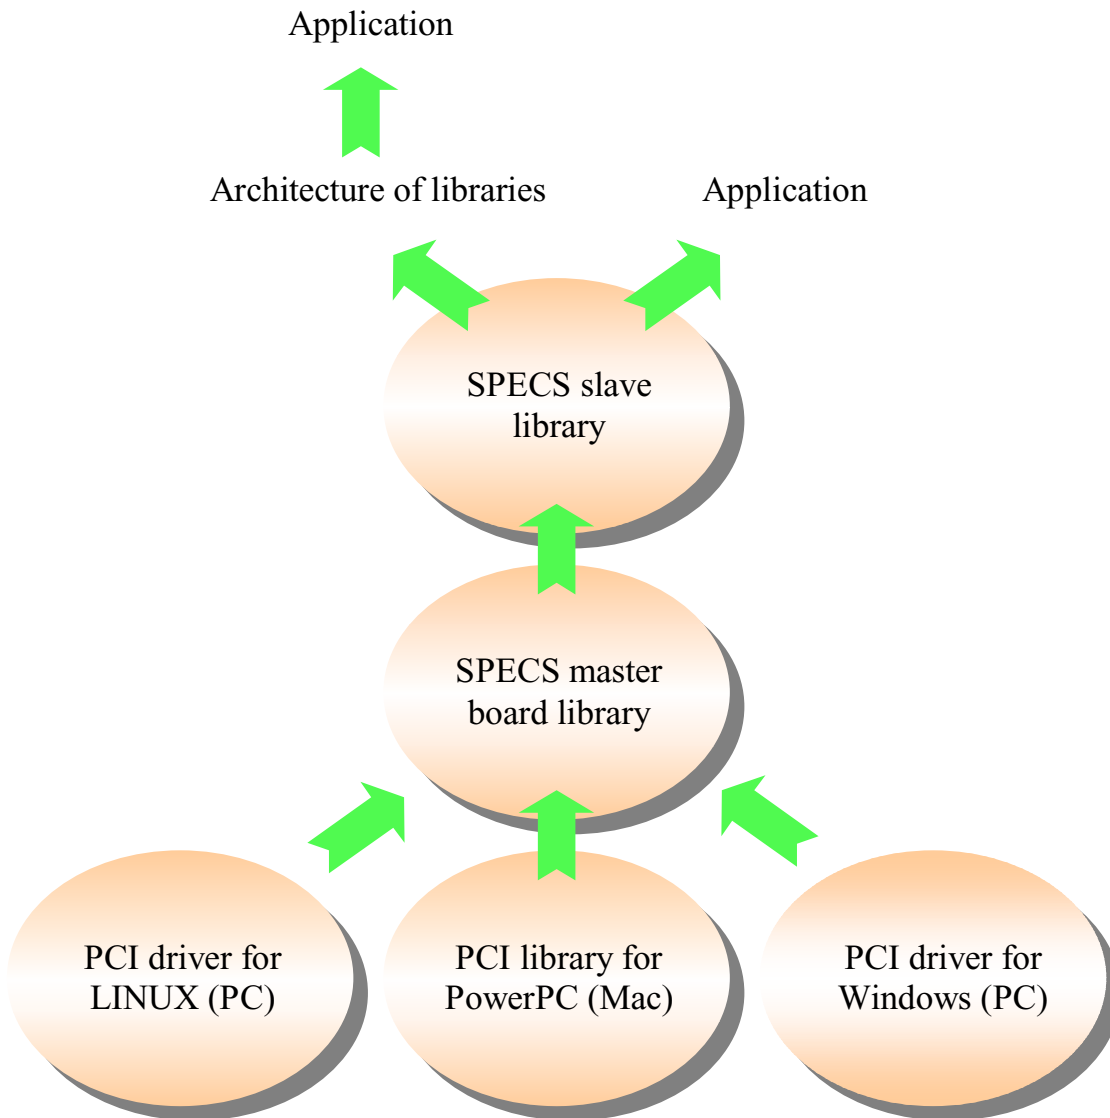 Application
Architecture of libraries
Application
SPECS slave
library
SPECS master
board library
PCI driver for
LINUX (PC)
PCI library for
PowerPC (Mac)
PCI driver for
Windows (PC)